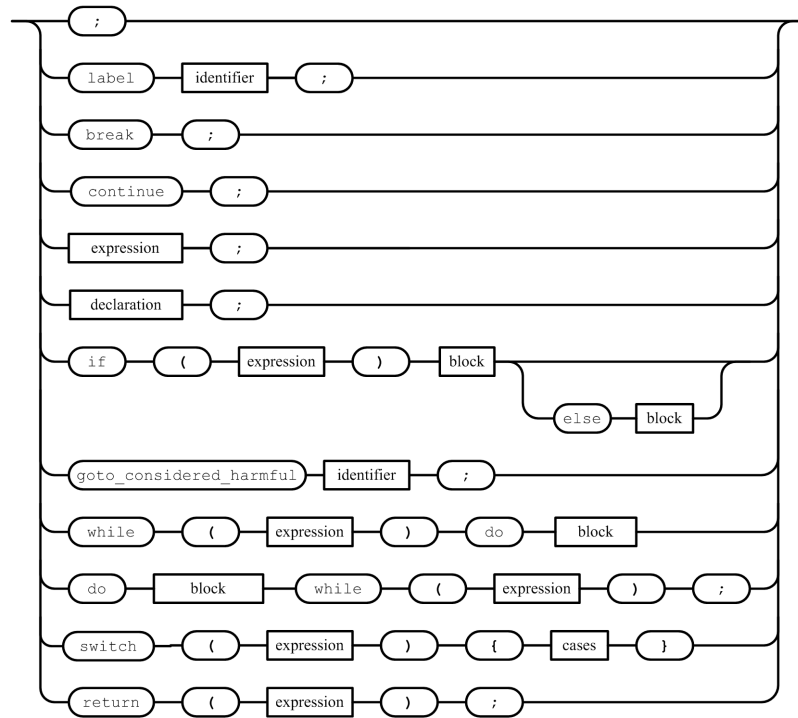 ;
label identifier ;
break ;
continue ;
expression ;
declaration ;
if ( expression ) block
else block
goto_considered_harmful identifier ;
while ( expression ) do block
do block while ( expression ) ;
switch ( expression ) { cases }
return ( expression ) ;